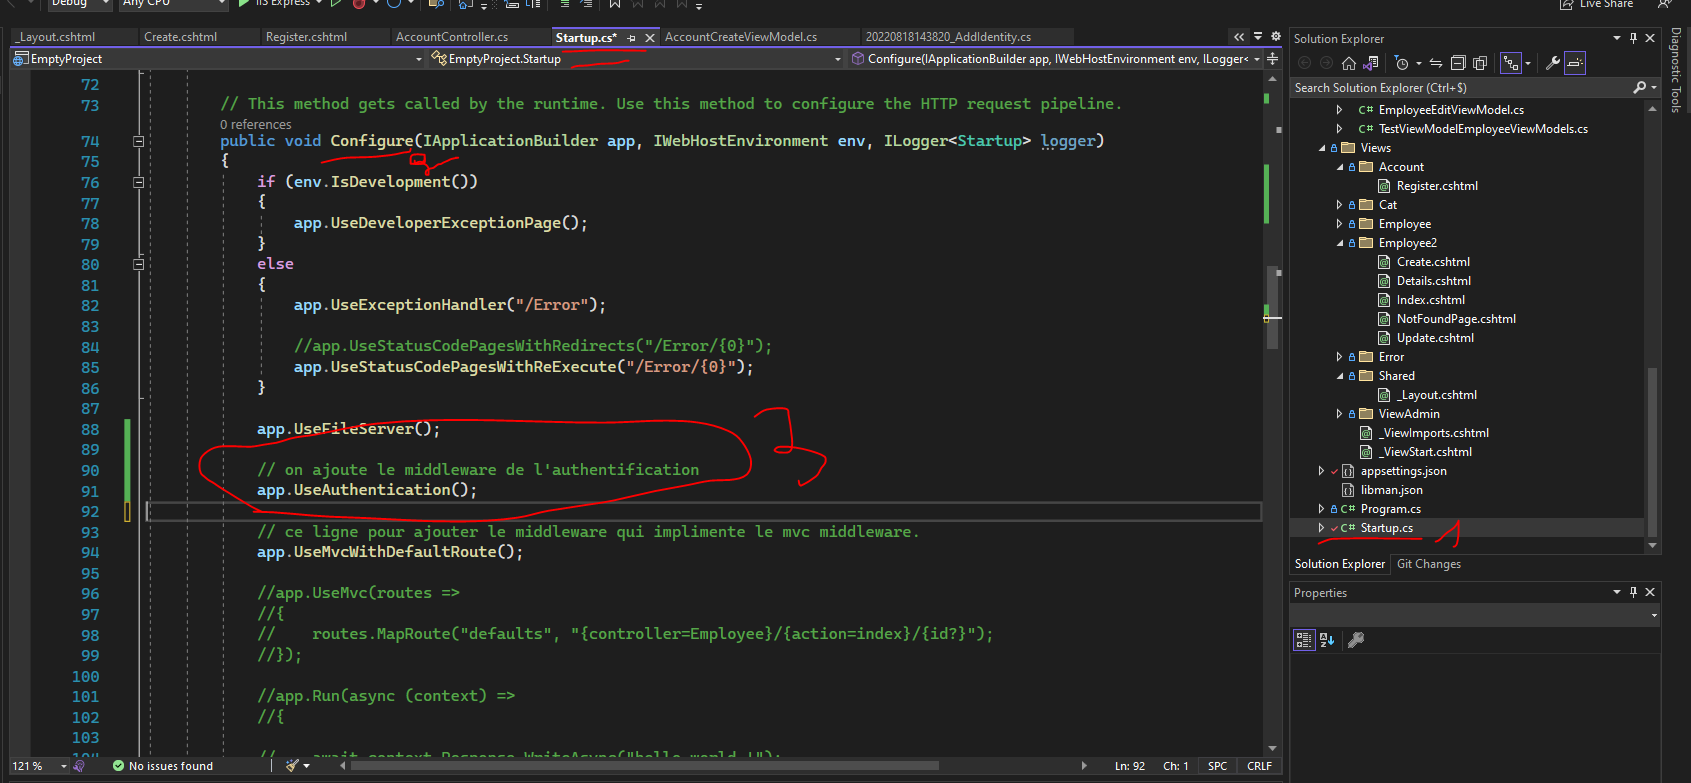 Debug
Any CPU
IIS Express
Live Share
_Layout.cshtml
Create.cshtml
Register.cshtml
AccountController.cs
Startup.cs*
AccountCreateViewModel.cs
20220818143820_AddIdentity.cs
EmptyProject
EmptyProject.Startup
Configure(IApplicationBuilder app, IWebHostEnvironment env, ILogger<
72
73 // This method gets called by the runtime. Use this method to configure the HTTP request pipeline.
0 references
74 public void Configure(IApplicationBuilder app, IWebHostEnvironment env, ILogger<Startup> logger)
75 {
76 if (env.IsDevelopment())
77 {
78 app.UseDeveloperExceptionPage();
79 }
80 else
81 {
82 app.UseExceptionHandler("/Error");
83
84 //app.UseStatusCodePagesWithRedirects("/Error/{0}");
85 app.UseStatusCodePagesWithReExecute("/Error/{0}");
86 }
87
88 app.UseFileServer();
89
90 // on ajoute le middleware de l'authentification
91 app.UseAuthentication();
92
93 // ce ligne pour ajouter le middleware qui implimente le mvc middleware.
94 app.UseMvcWithDefaultRoute();
95
96 //app.UseMvc(routes =>
97 //{
98 // routes.MapRoute("defaults", "{controller=Employee}/{action=index}/{id?}");
99 //});
100
101 //app.Run(async (context) =>
102 //{
103
104 // await context.Response.WriteAsync("hello world !");
3
121 %
No issues found
Ln: 92
Ch: 1
SPC
CRLF
Solution Explorer
Search Solution Explorer (Ctrl+$)
C# EmployeeEditViewModel.cs
C# TestViewModelEmployeeViewModels.cs
Views
Account
Register.cshtml
Cat
Employee
Employee2
Create.cshtml
Details.cshtml
Index.cshtml
NotFoundPage.cshtml
Update.cshtml
Error
Shared
_Layout.cshtml
ViewAdmin
_ViewImports.cshtml
_ViewStart.cshtml
appsettings.json
libman.json
C# Program.cs
C# Startup.cs
1
Solution Explorer
Git Changes
Properties
Diagnostic Tools